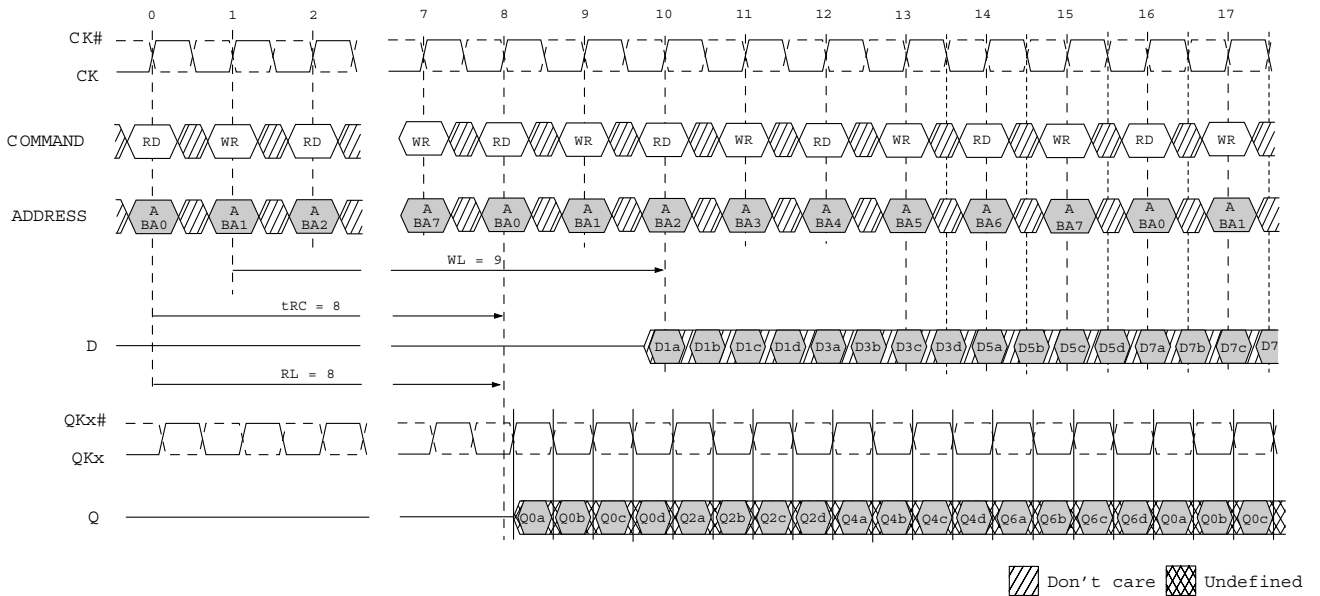 0 1 2 7 8 9 10 11 12 13 14 15 16 17
CK#
CK
COMMAND RD WR RD WR RD WR RD WR RD WR RD WR RD WR
A A A A A A A A A A A A A A
ADDRESS BA0 BA1 BA2 BA7 BA0 BA1 BA2 BA3 BA4 BA5 BA6 BA7 BA0 BA1
WL = 9
tRC = 8
D D1a D1b D1c D1d D3a D3b D3c D3d D5a D5b D5c D5d D7a D7b D7c D7
RL = 8
QKx#
QKx
Q Q0a Q0b Q0c Q0d Q2a Q2b Q2c Q2d Q4a Q4b Q4c Q4d Q6a Q6b Q6c Q6d Q0a Q0b Q0c
Don't care Undefined